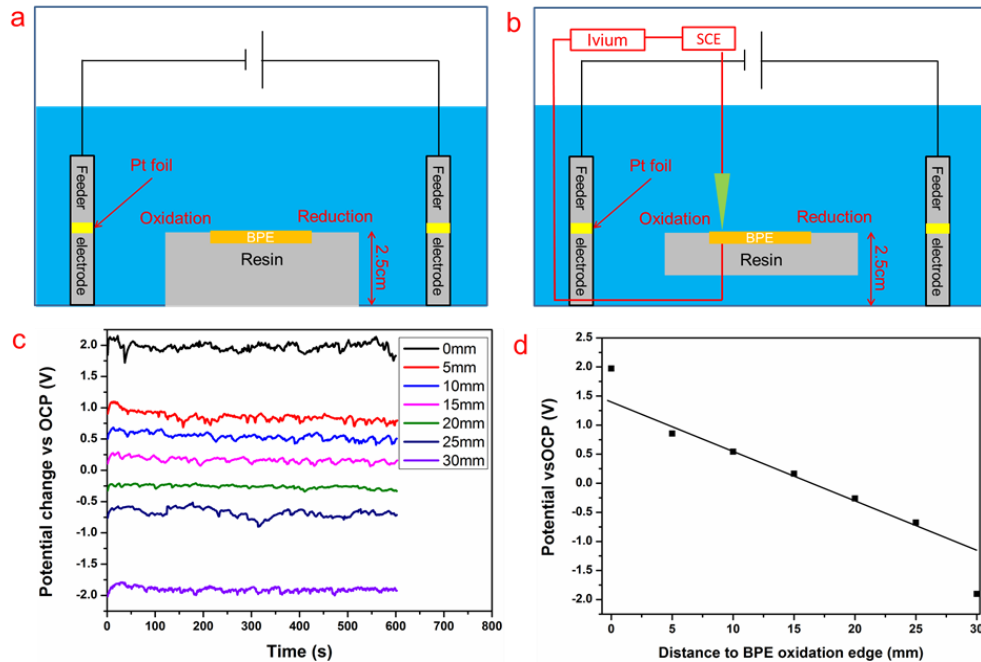 a
Feeder
electrode
Pt foil
Oxidation
Reduction
BPE
Resin
2.5cm
Feeder
electrode
b
Ivium
SCE
Feeder
electrode
Pt foil
Oxidation
Reduction
BPE
Resin
2.5cm
Feeder
electrode
c
Potential change vs OCP (V)
2.0
1.5
1.0
0.5
0.0
-0.5
-1.0
-1.5
-2.0
0mm
5mm
10mm
15mm
20mm
25mm
30mm
0 100 200 300 400 500 600 700 800
Time (s)
d
Potential vsOCP (V)
2.5
2.0
1.5
1.0
0.5
0.0
-0.5
-1.0
-1.5
-2.0
0 5 10 15 20 25 30
Distance to BPE oxidation edge (mm)